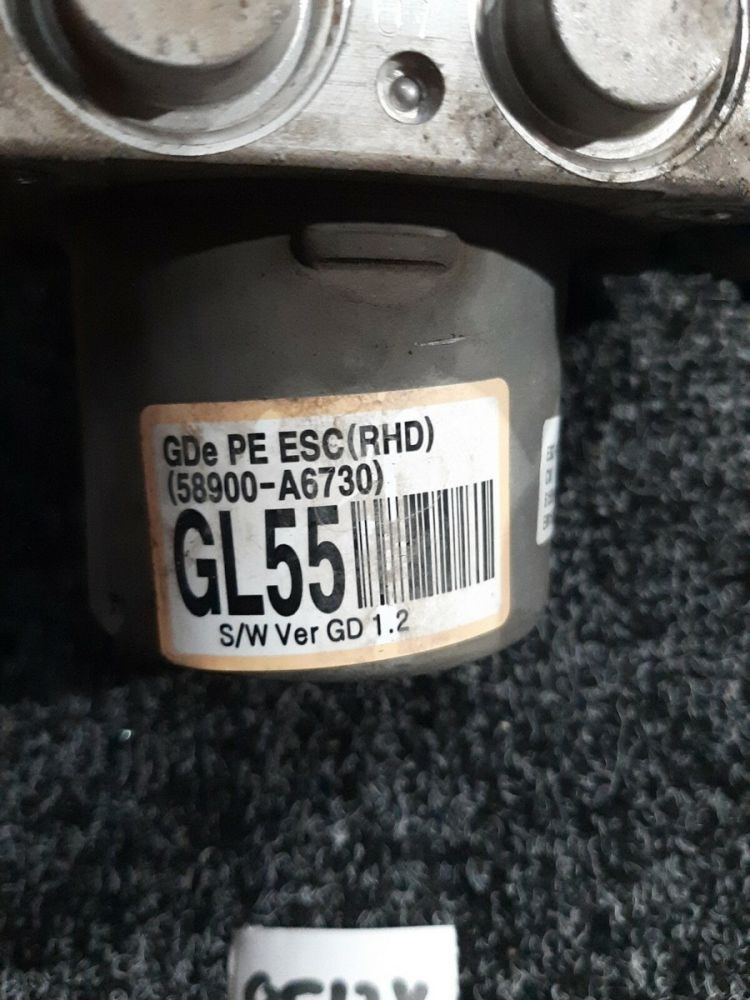 GDe PE ESC(RHD)
(58900-A6730)
GL55
S/W Ver GD 1.2